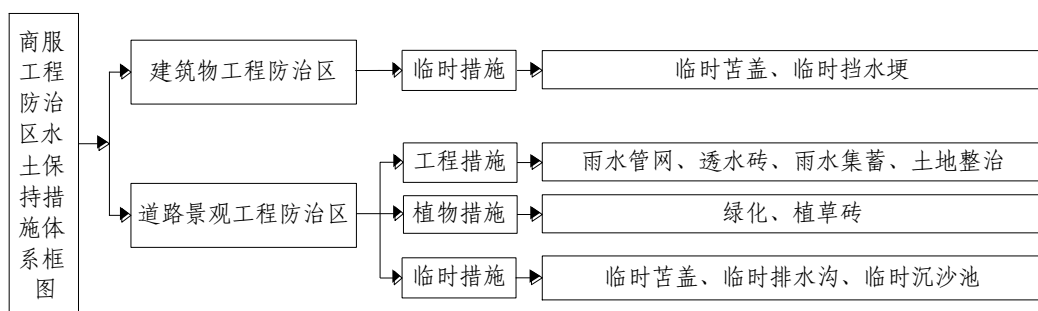 商服
工程
防治
区水
土保
持措
施体
系框
图
建筑物工程防治区
临时措施
临时苫盖、临时挡水埂
道路景观工程防治区
工程措施
雨水管网、透水砖、雨水集蓄、土地整治
植物措施
绿化、植草砖
临时措施
临时苫盖、临时排水沟、临时沉沙池